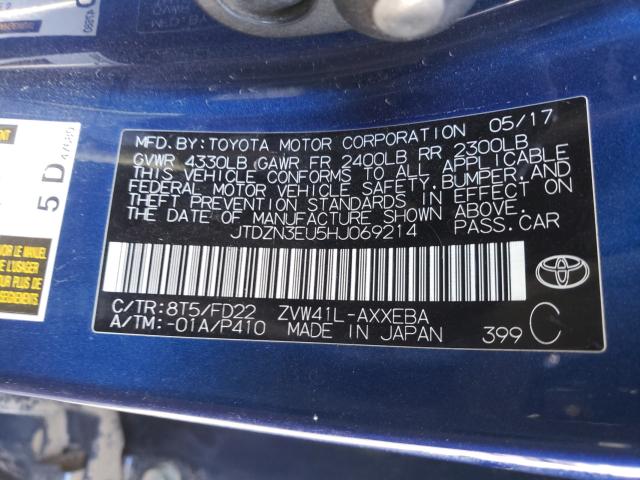 MFD.BY:TOYOTA MOTOR CORPORATION 05/17
GVWR 4330LB GAWR FR 2400LB RR 2300LB
THIS VEHICLE CONFORMS TO ALL APPLICABLE
FEDERAL MOTOR VEHICLE SAFETY,BUMPER,AND
THEFT PREVENTION STANDARDS IN EFFECT ON
THE DATE OF MANUFACTURE SHOWN ABOVE.
JTDZN3EU5HJ069214 PASS.CAR
C/TR:8T5/FD22 ZVW41L-AXXEBA
A/TM:-01A/P410 MADE IN JAPAN 399 C
5 D
L'USAGER